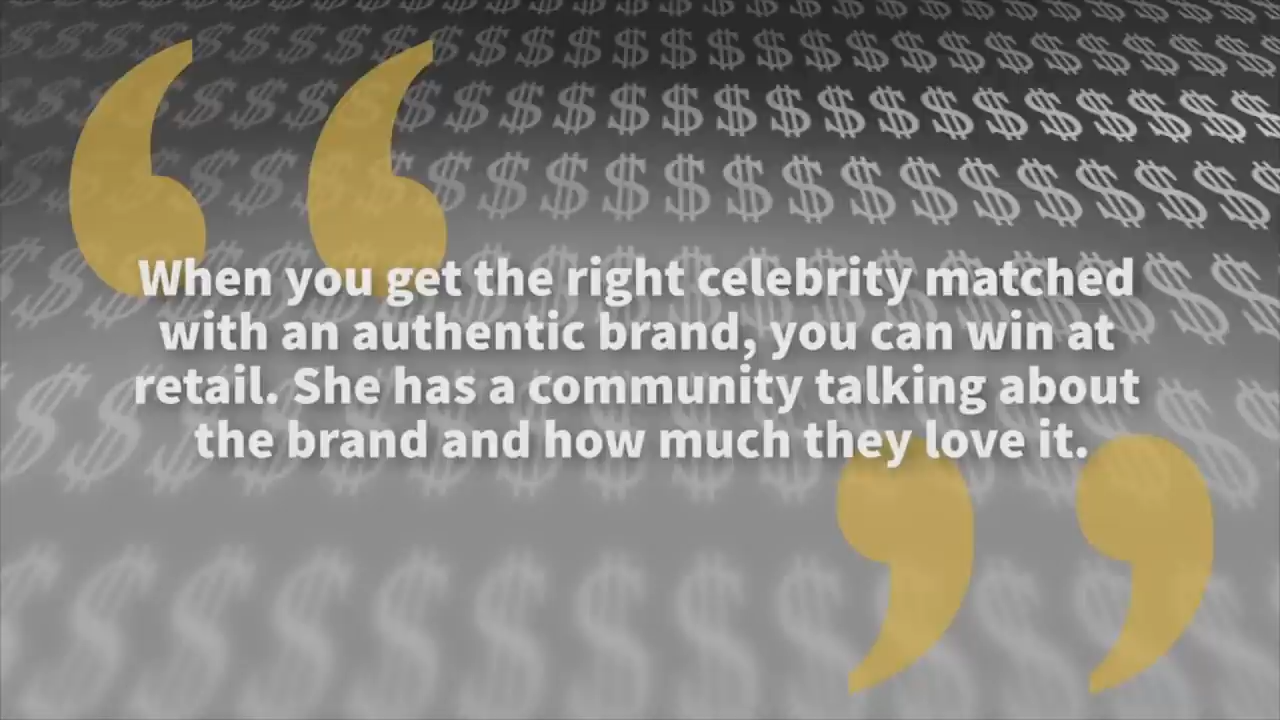 When you get the right celebrity matched
with an authentic brand, you can win at
retail. She has a community talking about
the brand and how much they love it.